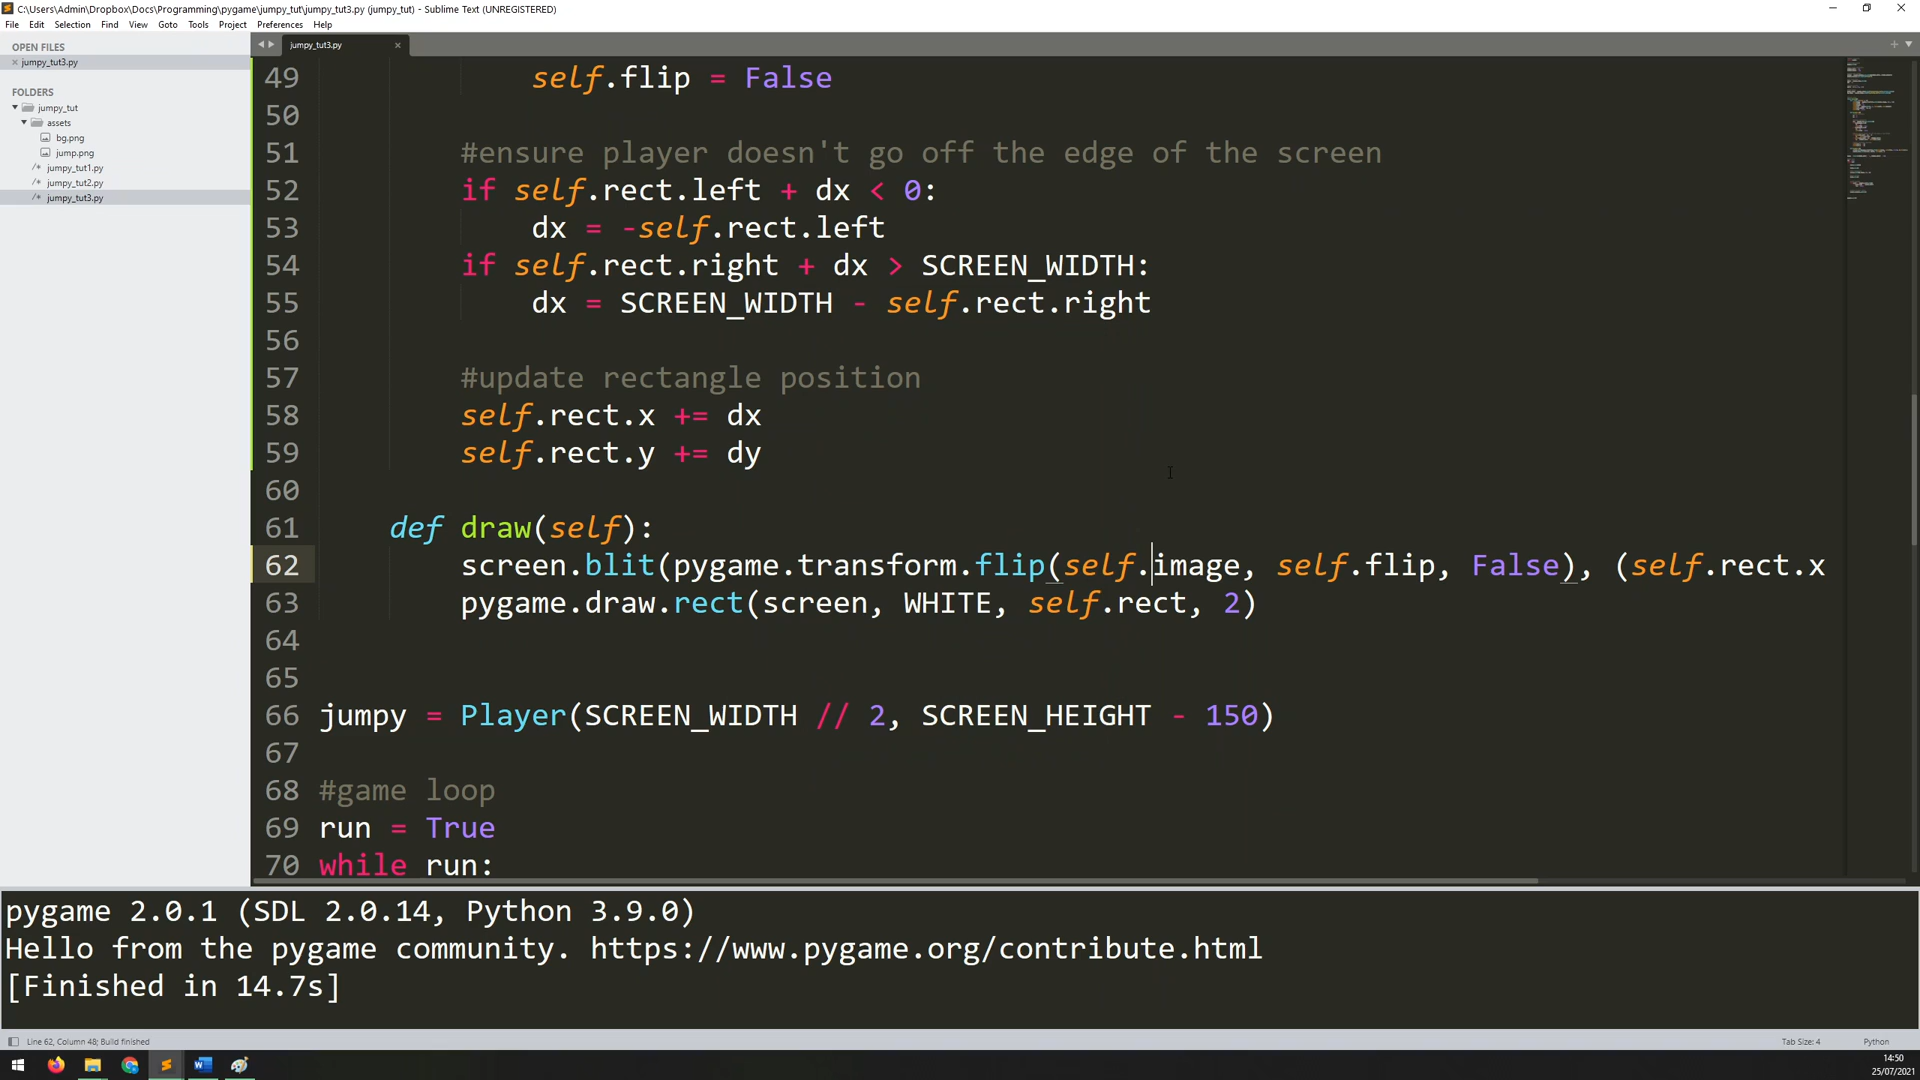 C:\Users\Admin\Dropbox\Docs\Programming\pygame\jumpy_tut\jumpy_tut3.py (jumpy_tut) - Sublime Text (UNREGISTERED)
File Edit Selection Find View Goto Tools Project Preferences Help
OPEN FILES
jumpy_tut3.py
FOLDERS
jumpy_tut
assets
bg.png
jump.png
/* jumpy_tut1.py
/* jumpy_tut2.py
/* jumpy_tut3.py
jumpy_tut3.py
49 self.flip = False
50
51 #ensure player doesn't go off the edge of the screen
52 if self.rect.left + dx < 0:
53 dx = -self.rect.left
54 if self.rect.right + dx > SCREEN_WIDTH:
55 dx = SCREEN_WIDTH - self.rect.right
56
57 #update rectangle position
58 self.rect.x += dx
59 self.rect.y += dy
60
61 def draw(self):
62 screen.blit(pygame.transform.flip(self.image, self.flip, False), (self.rect.x
63 pygame.draw.rect(screen, WHITE, self.rect, 2)
64
65
66 jumpy = Player(SCREEN_WIDTH // 2, SCREEN_HEIGHT - 150)
67
68 #game loop
69 run = True
70 while run:
pygame 2.0.1 (SDL 2.0.14, Python 3.9.0)
Hello from the pygame community. https://www.pygame.org/contribute.html
[Finished in 14.7s]
Line 62, Column 48; Build finished
Tab Size: 4
Python
14:50
25/07/2021